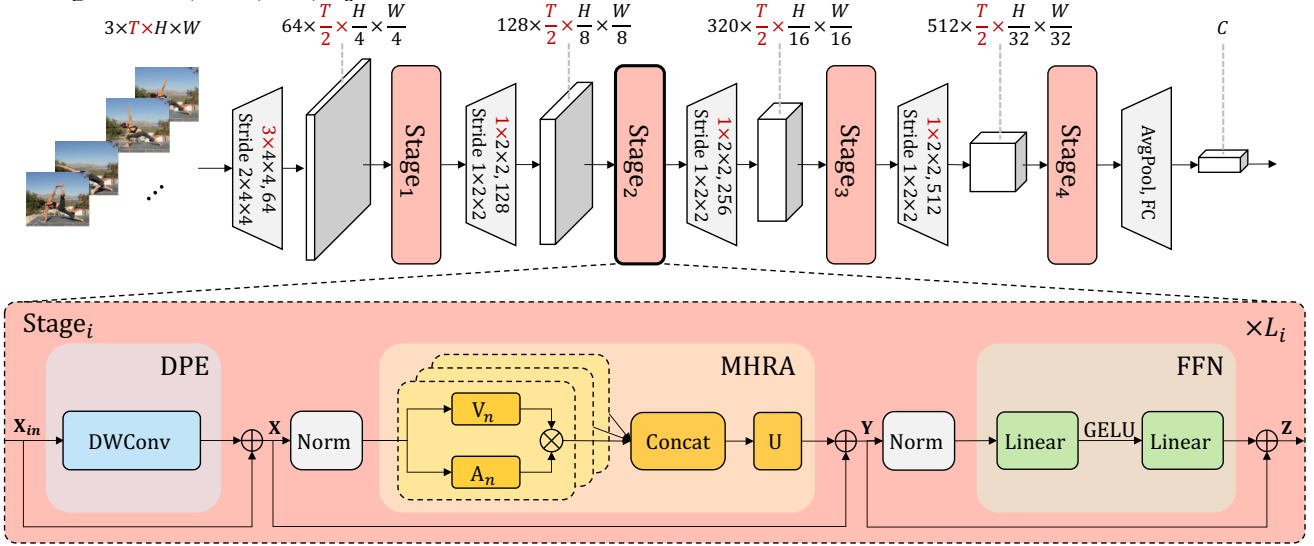 3×T×H×W
64×T/2×H/4×W/4
128×T/2×H/8×W/8
320×T/2×H/16×W/16
512×T/2×H/32×W/32
C
3×4×4, 64
Stride 2×4×4
Stage₁
1×2×2, 128
Stride 1×2×2
Stage₂
1×2×2, 256
Stride 1×2×2
Stage₃
1×2×2, 512
Stride 1×2×2
Stage₄
AvgPool, FC
...
Stageᵢ
×Lᵢ
DPE
MHRA
FFN
X_in
DWConv
X
Norm
Vₙ
Aₙ
Concat
U
Y
Norm
Linear
GELU
Linear
Z